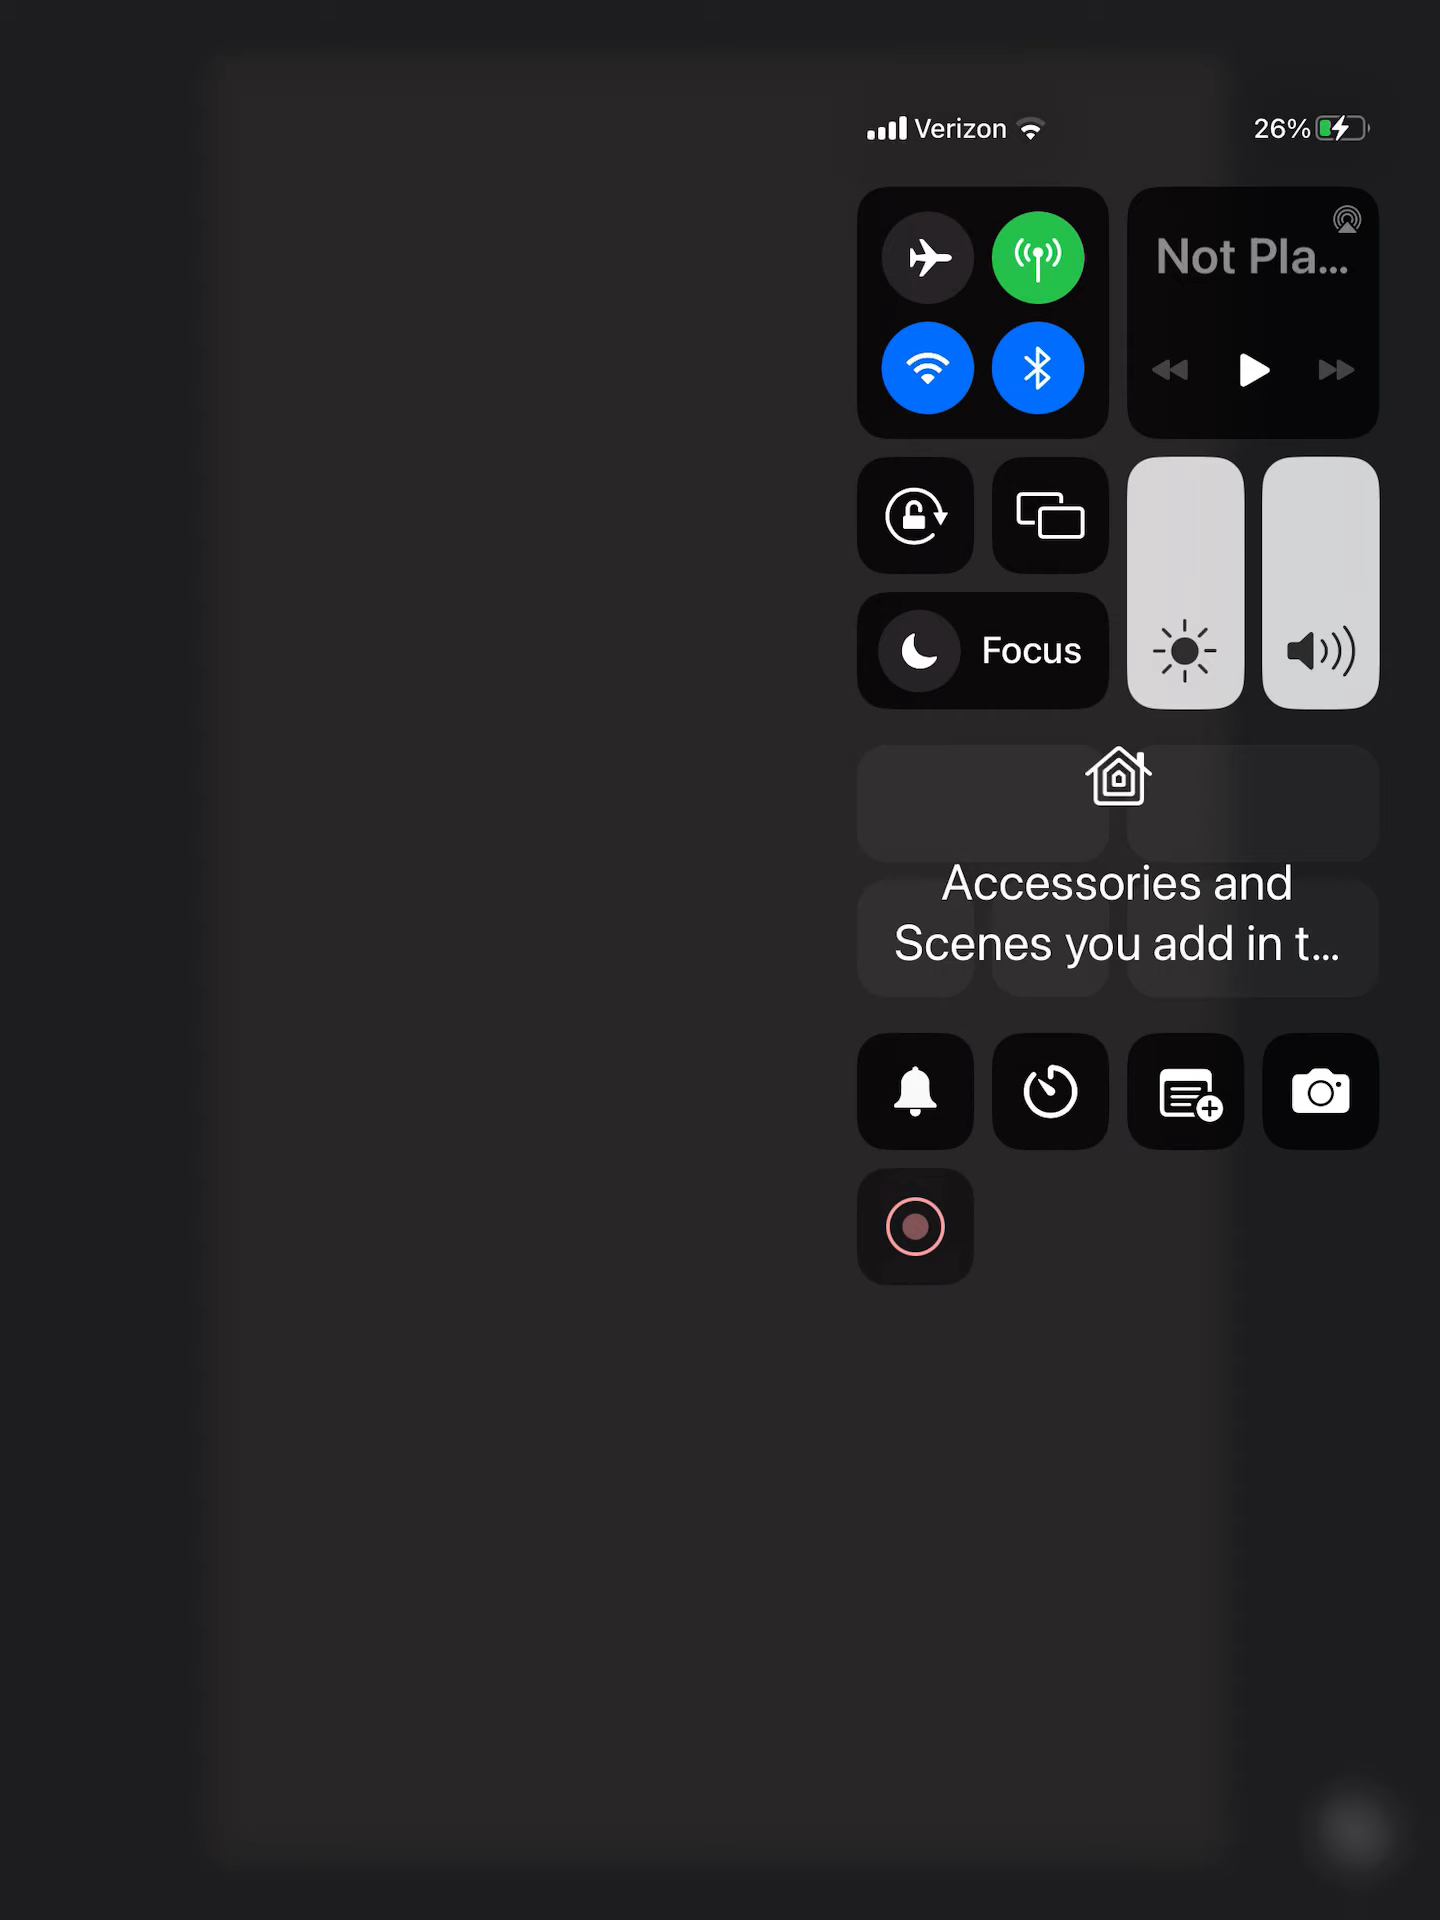 Verizon
26%
Not Pla...
Focus
Accessories and
Scenes you add in t...